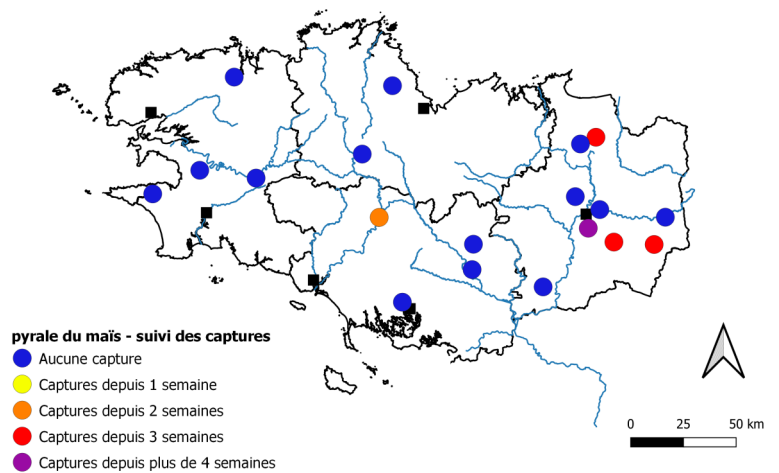 pyrale du maïs - suivi des captures
Aucune capture
Captures depuis 1 semaine
Captures depuis 2 semaines
Captures depuis 3 semaines
Captures depuis plus de 4 semaines
0 25 50 km